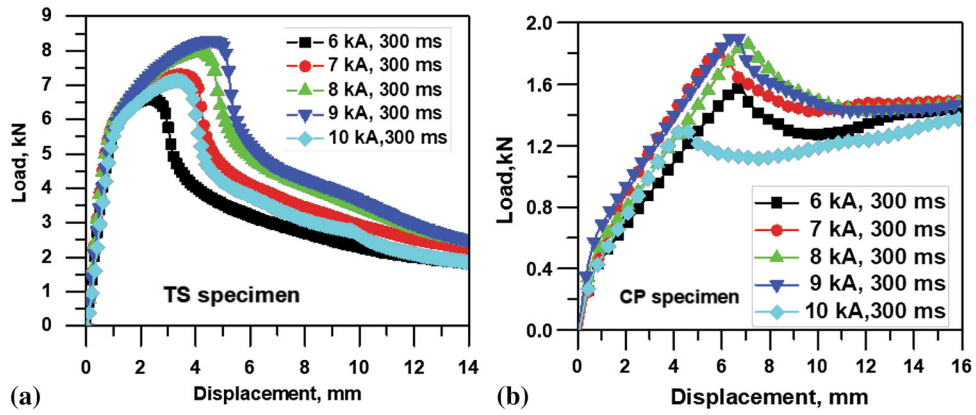 9
8
7
6
5
4
3
2
1
0
Load, kN
6 kA, 300 ms
7 kA, 300 ms
8 kA, 300 ms
9 kA, 300 ms
10 kA,300 ms
TS specimen
0 2 4 6 8 10 12 14
Displacement, mm
(a)
2.0
1.6
1.2
0.8
0.4
0.0
Load,kN
CP specimen
6 kA, 300 ms
7 kA, 300 ms
8 kA, 300 ms
9 kA, 300 ms
10 kA,300 ms
0 2 4 6 8 10 12 14 16
Displacement, mm
(b)